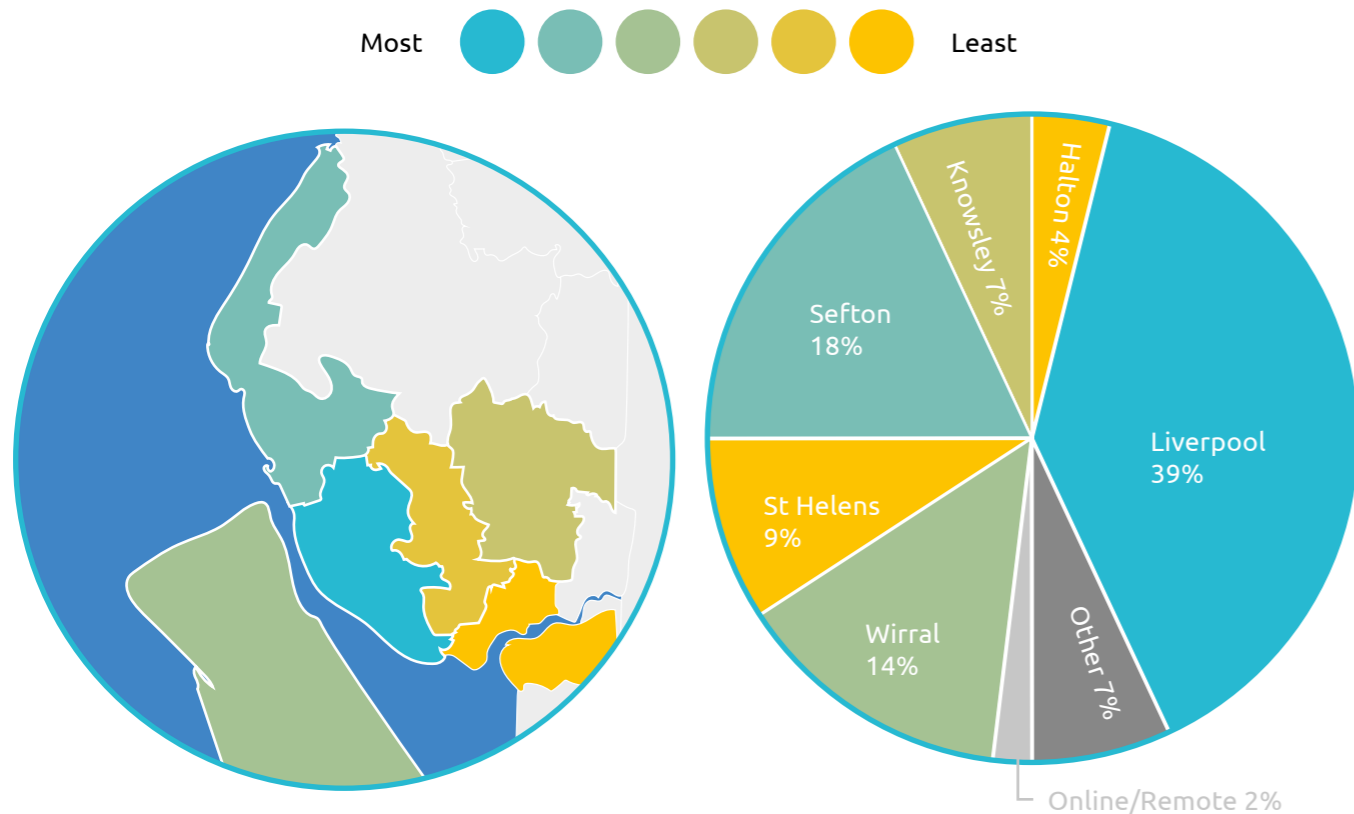 Most
Least
Halton 4%
Knowsley 7%
Sefton
18%
Liverpool
39%
St Helens
9%
Wirral
14%
Other 7%
Online/Remote 2%